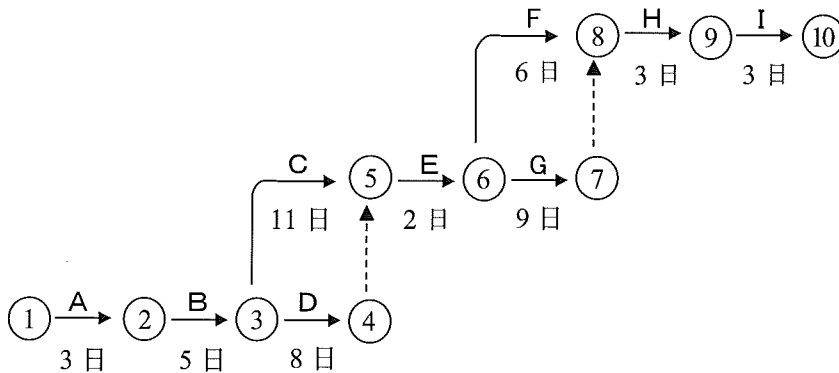 F ⑧ H ⑨ I ⑩
6 日 3 日 3 日
C ⑤ E ⑥ G ⑦
11 日 2 日 9 日
① A ② B ③ D ④
3 日 5 日 8 日